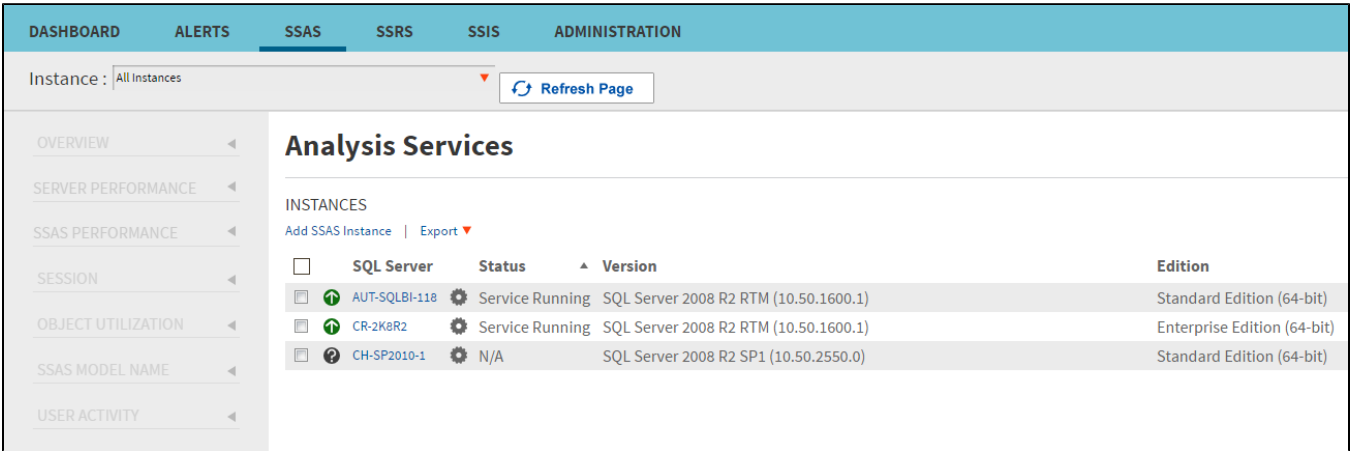 DASHBOARD ALERTS SSAS SSRS SSIS ADMINISTRATION
Instance : All Instances Refresh Page
OVERVIEW
SERVER PERFORMANCE
SSAS PERFORMANCE
SESSION
OBJECT UTILIZATION
SSAS MODEL NAME
USER ACTIVITY
Analysis Services
INSTANCES
Add SSAS Instance | Export
SQL Server Status Version Edition
AUT-SQLBI-118 Service Running SQL Server 2008 R2 RTM (10.50.1600.1) Standard Edition (64-bit)
CR-2K8R2 Service Running SQL Server 2008 R2 RTM (10.50.1600.1) Enterprise Edition (64-bit)
? CH-SP2010-1 N/A SQL Server 2008 R2 SP1 (10.50.2550.0) Standard Edition (64-bit)